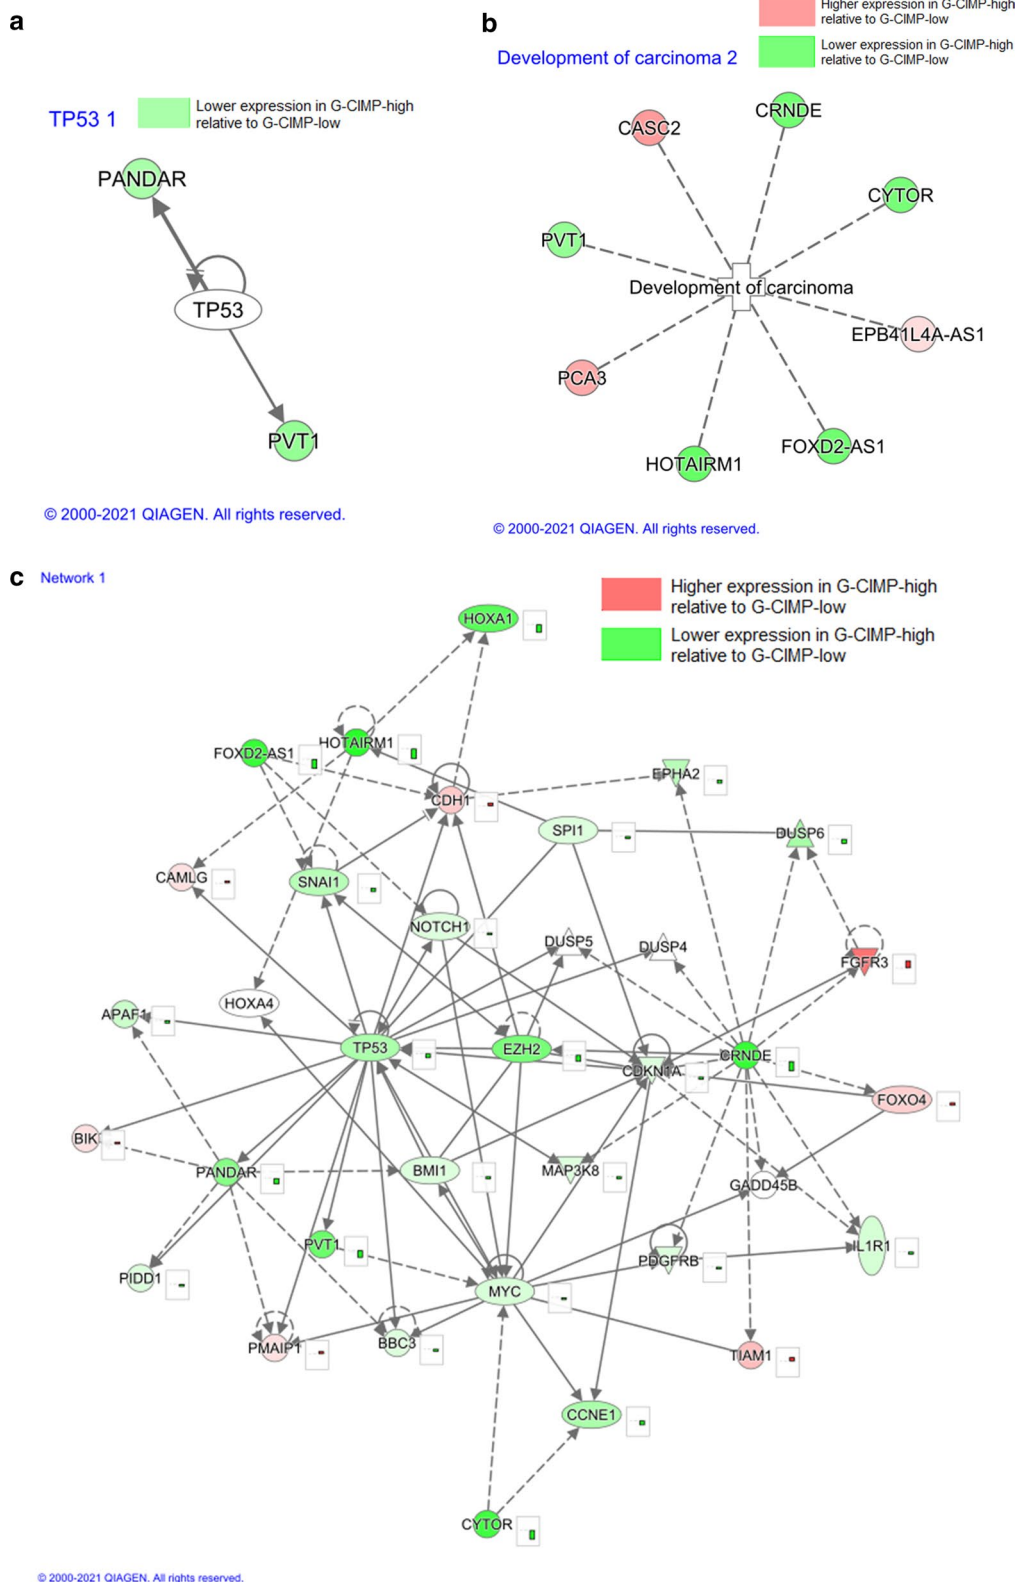 a
TP53 1
Lower expression in G-CIMP-high
relative to G-CIMP-low
PANDAR
TP53
PVT1
© 2000-2021 QIAGEN. All rights reserved.
b
Development of carcinoma 2
Higher expression in G-CIMP-high
relative to G-CIMP-low
Lower expression in G-CIMP-high
relative to G-CIMP-low
CASC2
CRNDE
CYTOR
PVT1
Development of carcinoma
EPB41L4A-AS1
PCA3
HOTAIRM1
FOXD2-AS1
© 2000-2021 QIAGEN. All rights reserved.
c
Network 1
Higher expression in G-CIMP-high
relative to G-CIMP-low
Lower expression in G-CIMP-high
relative to G-CIMP-low
HOXA1
FOXD2-AS1
HOTAIRM1
CDH1
EPHA2
SPI1
DUSP6
CAMLG
SNAI1
NOTCH1
DUSP5
DUSP4
FGFR3
HOXA4
APAF1
TP53
EZH2
CDKN1A
CRNDE
FOXO4
BIK
PANDAR
BMI1
MAP3K8
GADD45B
PVT1
PDGFRB
IL1R1
PIDD1
MYC
PMAIP1
BBC3
TIAM1
CCNE1
CYTOR
© 2000-2021 QIAGEN. All rights reserved.